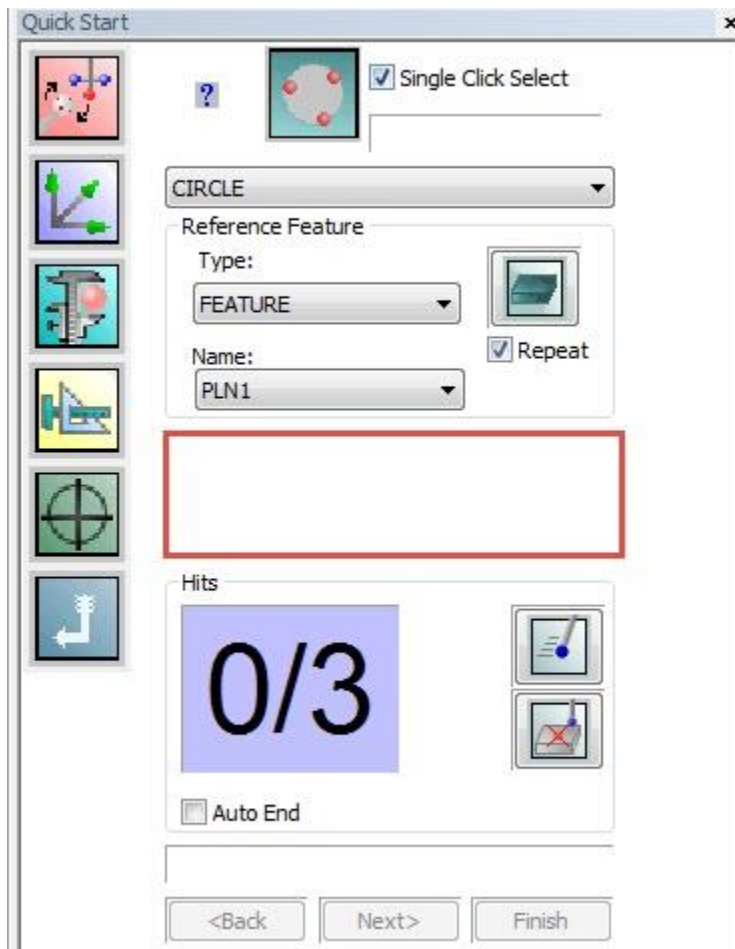 Quick Start
?
Single Click Select
CIRCLE
Reference Feature
Type:
FEATURE
Repeat
Name:
PLN1
Hits
0/3
Auto End
<Back
Next>
Finish